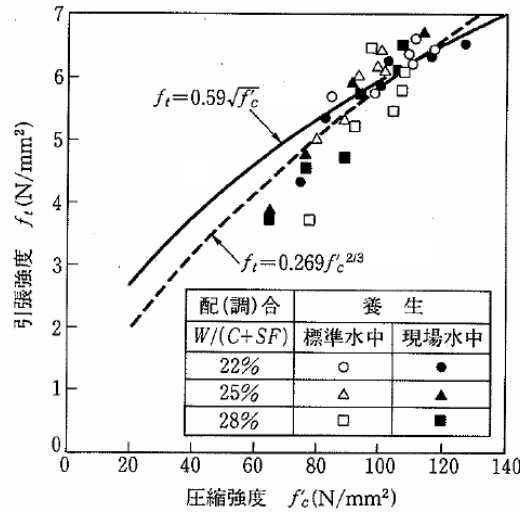 7
6
5
4
3
2
1
0
引張強度 fₜ(N/mm²)
fₜ=0.59√f′c
fₜ=0.269f′c^2/3
配(調)合 養生
W/(C+SF) 標準水中 現場水中
22% ○ ●
25% △ ▲
28% □ ■
0 20 40 60 80 100 120 140
圧縮強度 f′c(N/mm²)